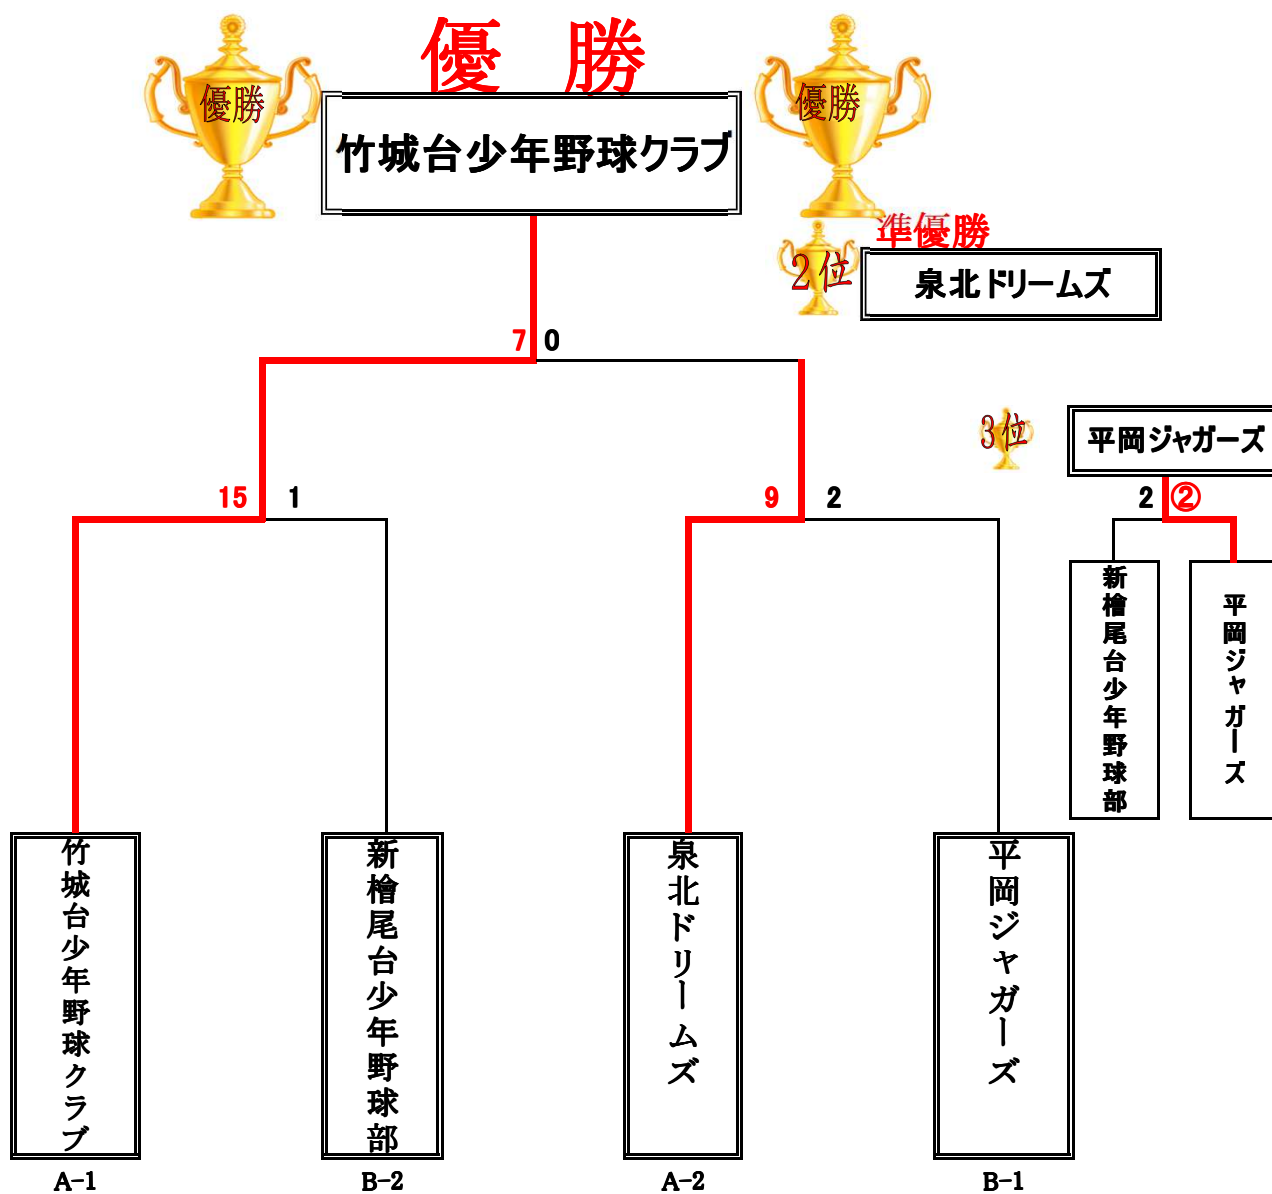 優　勝
優勝
竹城台少年野球クラブ
優勝
準優勝
2位
泉北ドリームズ
7 0
3位
平岡ジャガーズ
15 1
9 2
2 ②
新檜尾台少年野球部
平岡ジャガーズ
竹城台少年野球クラブ
新檜尾台少年野球部
泉北ドリームズ
平岡ジャガーズ
A-1
B-2
A-2
B-1